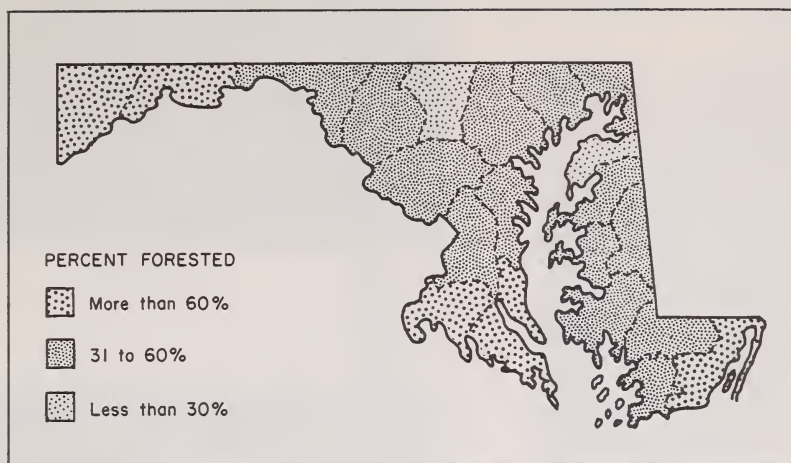 PERCENT FORESTED
More than 60%
31 to 60%
Less than 30%